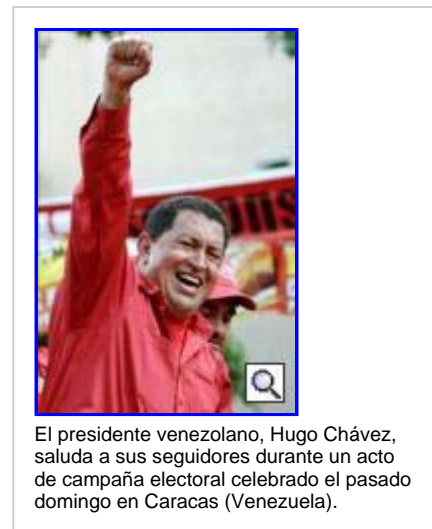 El presidente venezolano, Hugo Chávez,
saluda a sus seguidores durante un acto
de campaña electoral celebrado el pasado
domingo en Caracas (Venezuela).